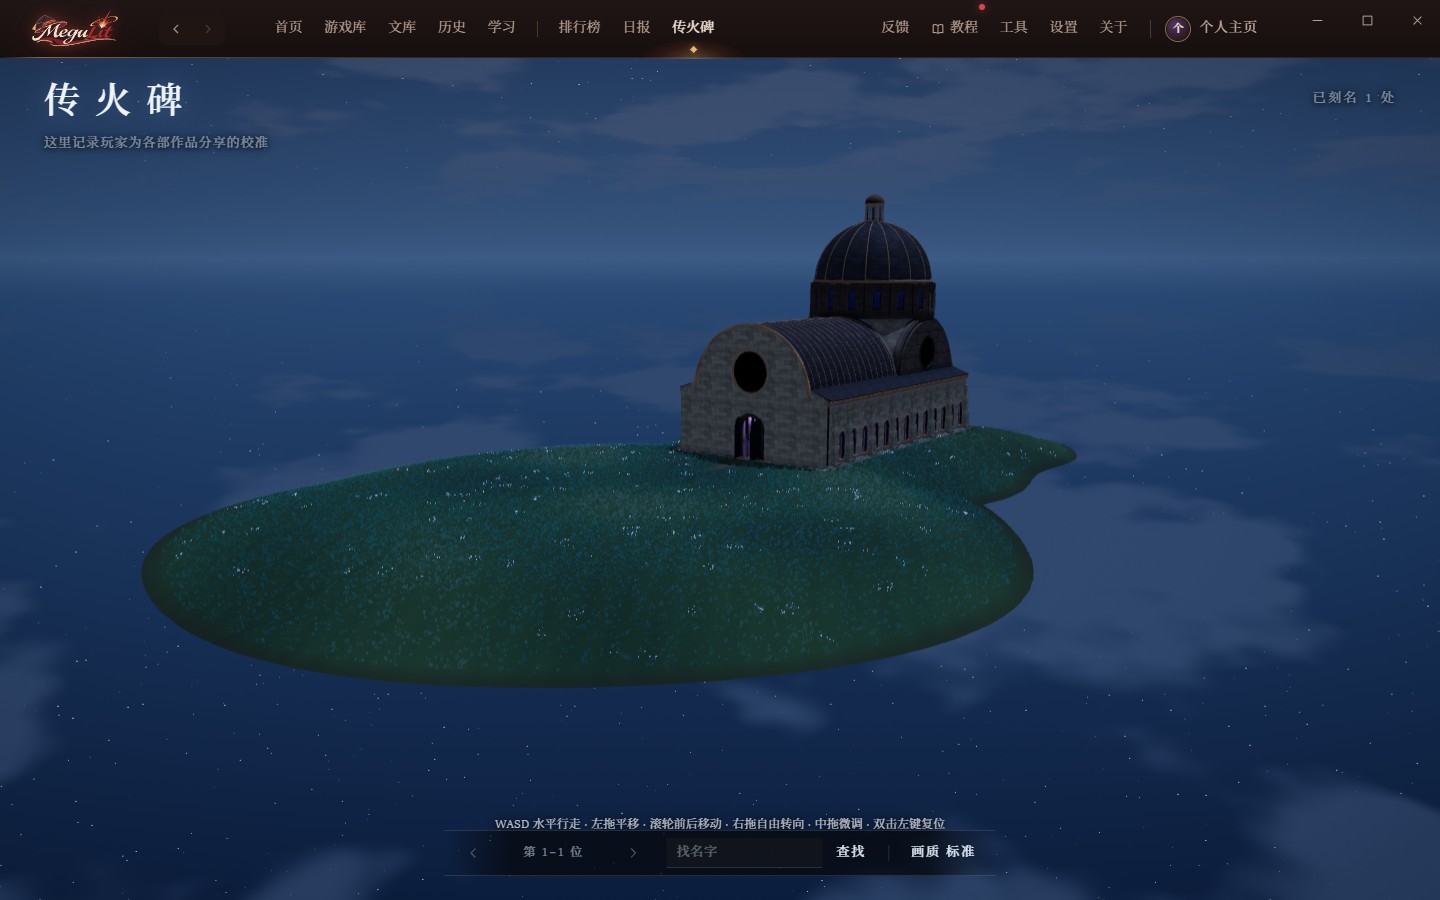 MeguLit
首页 游戏库 文库 历史 学习 排行榜 日报 传火碑 反馈 教程 工具 设置 关于 个 个人主页
传火碑
已刻名 1 处
这里记录玩家为各部作品分享的校准
WASD 水平行走 · 左拖平移 · 滚轮前后移动 · 右拖自由转向 · 中拖微调 · 双击左键复位
第 1-1 位 找名字 查找 画质 标准